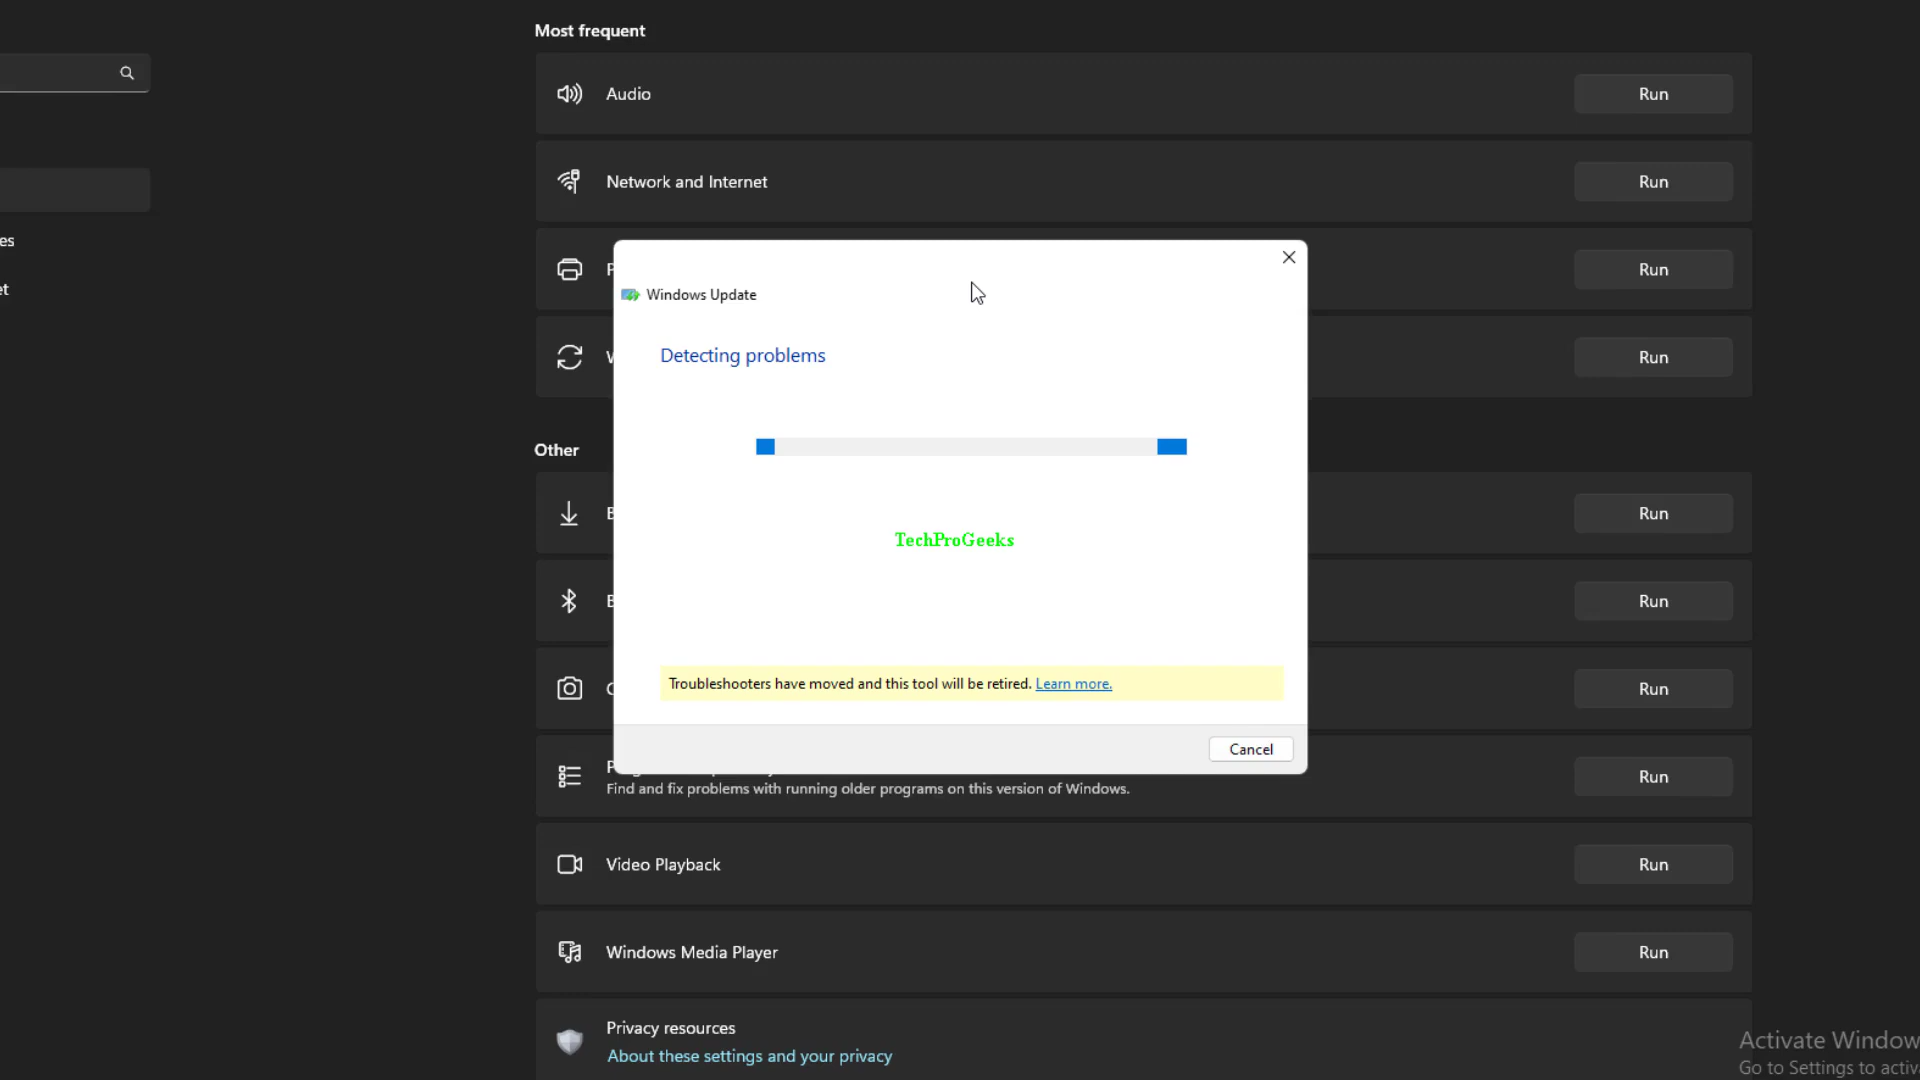 Most frequent
Audio
Run
Network and Internet
Run
es
Run
et
Windows Update
Detecting problems
Run
Other
Run
TechProGeeks
Run
Troubleshooters have moved and this tool will be retired. Learn more.
Run
Cancel
Find and fix problems with running older programs on this version of Windows.
Run
Video Playback
Run
Windows Media Player
Run
Privacy resources
About these settings and your privacy
Activate Window
Go to Settings to activ